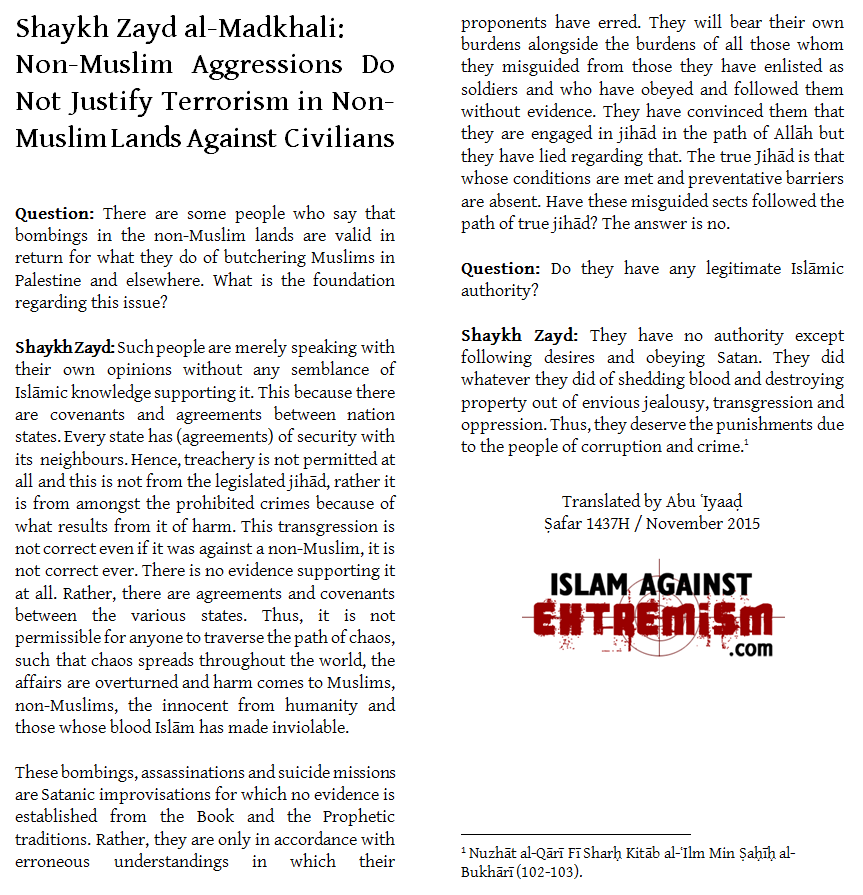 Shaykh Zayd al-Madkhali:
Non-Muslim Aggressions Do
Not Justify Terrorism in Non-
Muslim Lands Against Civilians
Question: There are some people who say that
bombings in the non-Muslim lands are valid in
return for what they do of butchering Muslims in
Palestine and elsewhere. What is the foundation
regarding this issue?
Shaykh Zayd: Such people are merely speaking with
their own opinions without any semblance of
Islāmic knowledge supporting it. This because there
are covenants and agreements between nation
states. Every state has (agreements) of security with
its neighbours. Hence, treachery is not permitted at
all and this is not from the legislated jihād, rather it
is from amongst the prohibited crimes because of
what results from it of harm. This transgression is
not correct even if it was against a non-Muslim, it is
not correct ever. There is no evidence supporting it
at all. Rather, there are agreements and covenants
between the various states. Thus, it is not
permissible for anyone to traverse the path of chaos,
such that chaos spreads throughout the world, the
affairs are overturned and harm comes to Muslims,
non-Muslims, the innocent from humanity and
those whose blood Islām has made inviolable.
These bombings, assassinations and suicide missions
are Satanic improvisations for which no evidence is
established from the Book and the Prophetic
traditions. Rather, they are only in accordance with
erroneous understandings in which their
proponents have erred. They will bear their own
burdens alongside the burdens of all those whom
they misguided from those they have enlisted as
soldiers and who have obeyed and followed them
without evidence. They have convinced them that
they are engaged in jihād in the path of Allāh but
they have lied regarding that. The true Jihād is that
whose conditions are met and preventative barriers
are absent. Have these misguided sects followed the
path of true jihād? The answer is no.
Question: Do they have any legitimate Islāmic
authority?
Shaykh Zayd: They have no authority except
following desires and obeying Satan. They did
whatever they did of shedding blood and destroying
property out of envious jealousy, transgression and
oppression. Thus, they deserve the punishments due
to the people of corruption and crime.¹
Translated by Abu ʿIyaaḍ
Ṣafar 1437H / November 2015
ISLAM AGAINST
EXTREMISM
.com
¹ Nuzhāt al-Qārī Fī Sharḥ Kitāb al-ʿIlm Min Ṣaḥīḥ al-
Bukhārī (102-103).